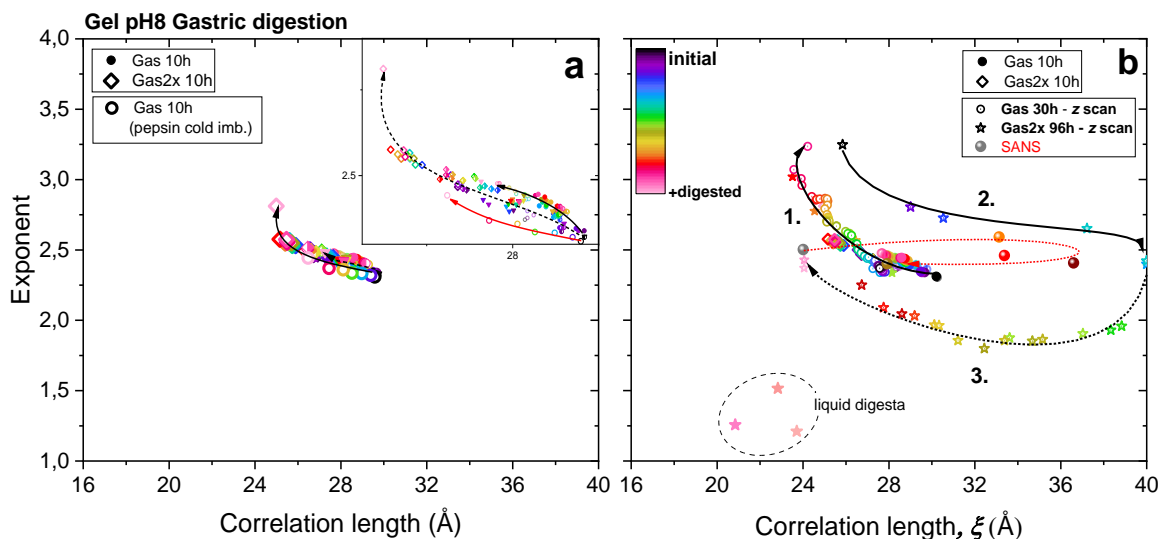 Gel pH8 Gastric digestion
4,0
3,5
3,0
2,5
2,0
1,5
1,0
Exponent
Gas 10h
Gas2x 10h
Gas 10h
(pepsin cold imb.)
a
2.5
28
16 20 24 28 32 36 40
Correlation length (Å)
b
initial
+digested
Gas 10h
Gas2x 10h
Gas 30h - z scan
Gas2x 96h - z scan
SANS
1.
2.
3.
liquid digesta
16 20 24 28 32 36 40
Correlation length, ξ (Å)